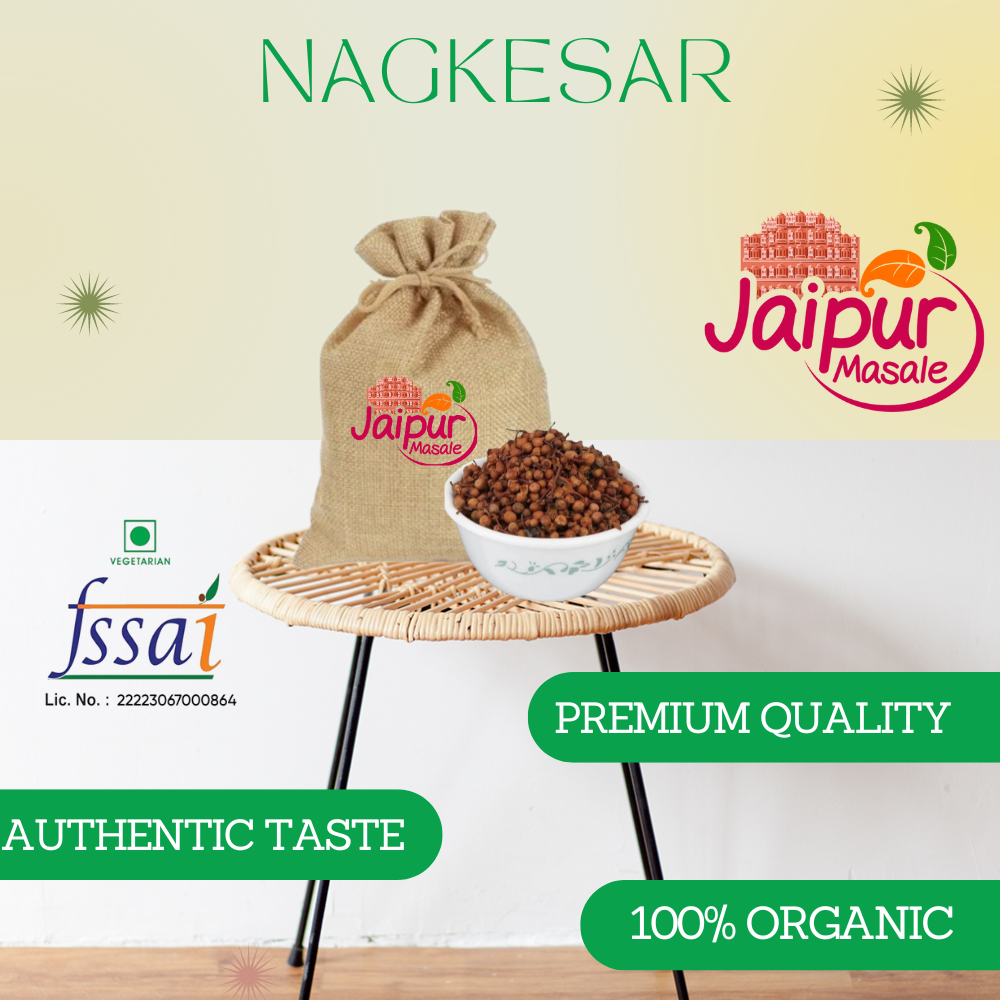 NAGKESAR
Jaipur
Masale
Jaipur
Masale
VEGETARIAN
fssai
Lic. No. : 22223067000864
PREMIUM QUALITY
AUTHENTIC TASTE
100% ORGANIC